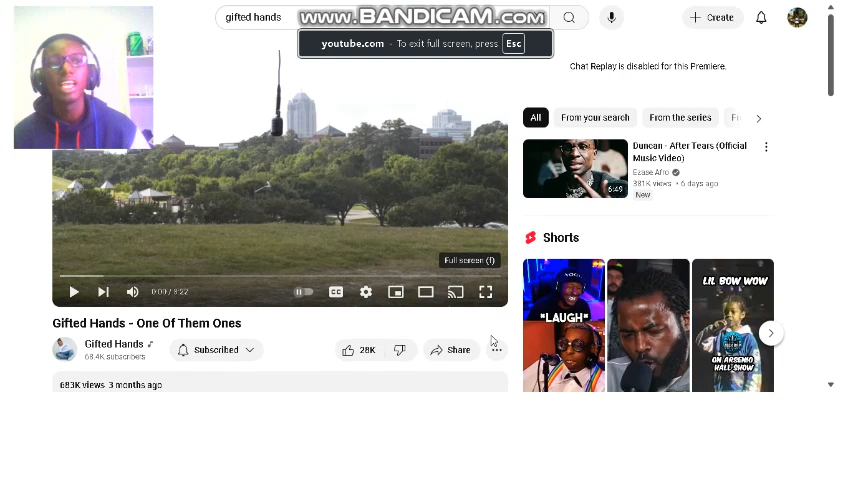 gifted hands
www.BANDICAM.com
Create
youtube.com - To exit full screen, press Esc
Chat Replay is disabled for this Premiere.
All
From your search
From the series
Duncan - After Tears (Official
Music Video)
Ezase Afro
381K views • 6 days ago
New
6:49
Shorts
Full screen (f)
0:00 / 8:22
CC
*LAUGH*
LIL BOW WOW
ON ARSENIO
HALL SHOW
Gifted Hands - One Of Them Ones
Gifted Hands
68.4K subscribers
Subscribed
28K
Share
683K views 3 months ago